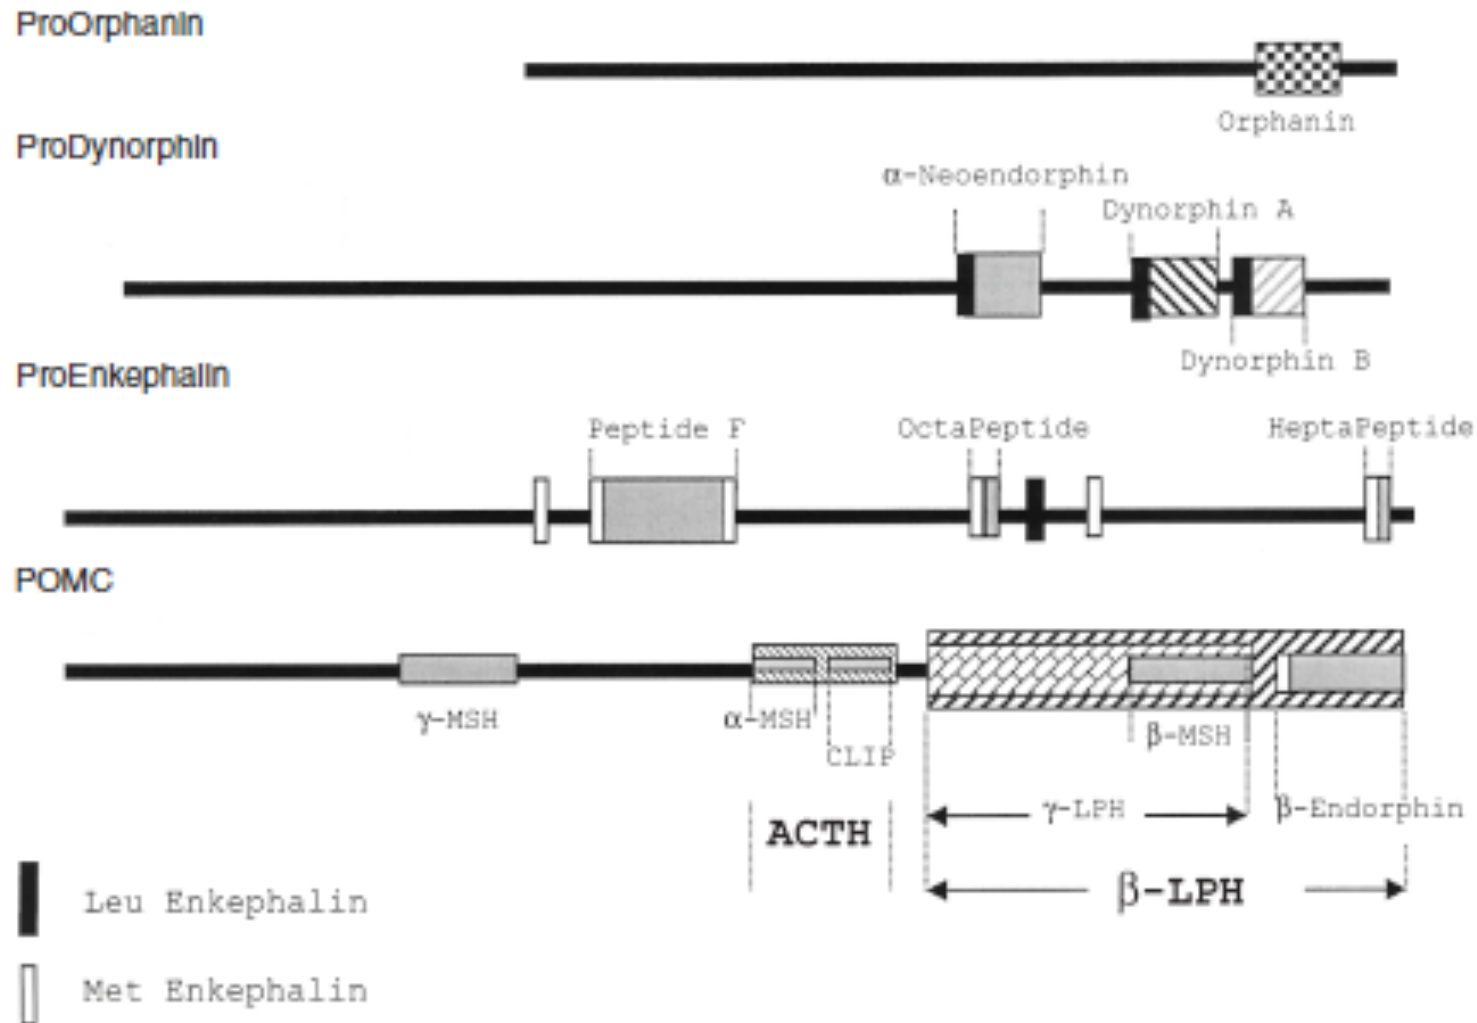 ProOrphanin
Orphanin
ProDynorphin
α-Neoendorphin
Dynorphin A
Dynorphin B
ProEnkephalin
Peptide F
OctaPeptide
HeptaPeptide
POMC
γ-MSH
α-MSH
β-MSH
CLIP
γ-LPH
β-Endorphin
ACTH
β-LPH
Leu Enkephalin
Met Enkephalin